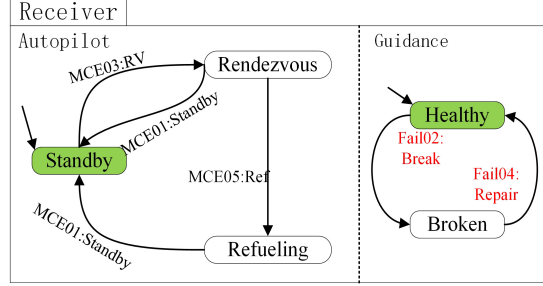 Receiver
Autopilot
Guidance
MCE03:RV
Rendezvous
MCE01:Standby
Standby
MCE05:Ref
MCE01:Standby
Refueling
Healthy
Fail02:
Break
Fail04:
Repair
Broken